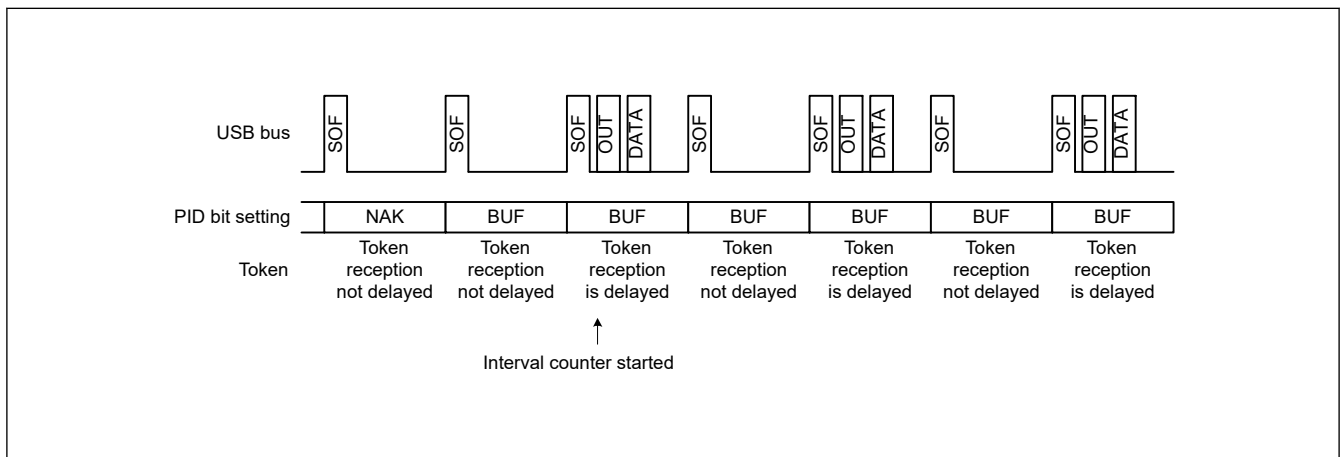 USB bus
SOF
SOF
SOF
OUT
DATA
SOF
SOF
OUT
DATA
SOF
SOF
OUT
DATA
PID bit setting
NAK
BUF
BUF
BUF
BUF
BUF
BUF
Token
Token
reception
not delayed
Token
reception
not delayed
Token
reception
is delayed
Token
reception
not delayed
Token
reception
is delayed
Token
reception
not delayed
Token
reception
is delayed
Interval counter started